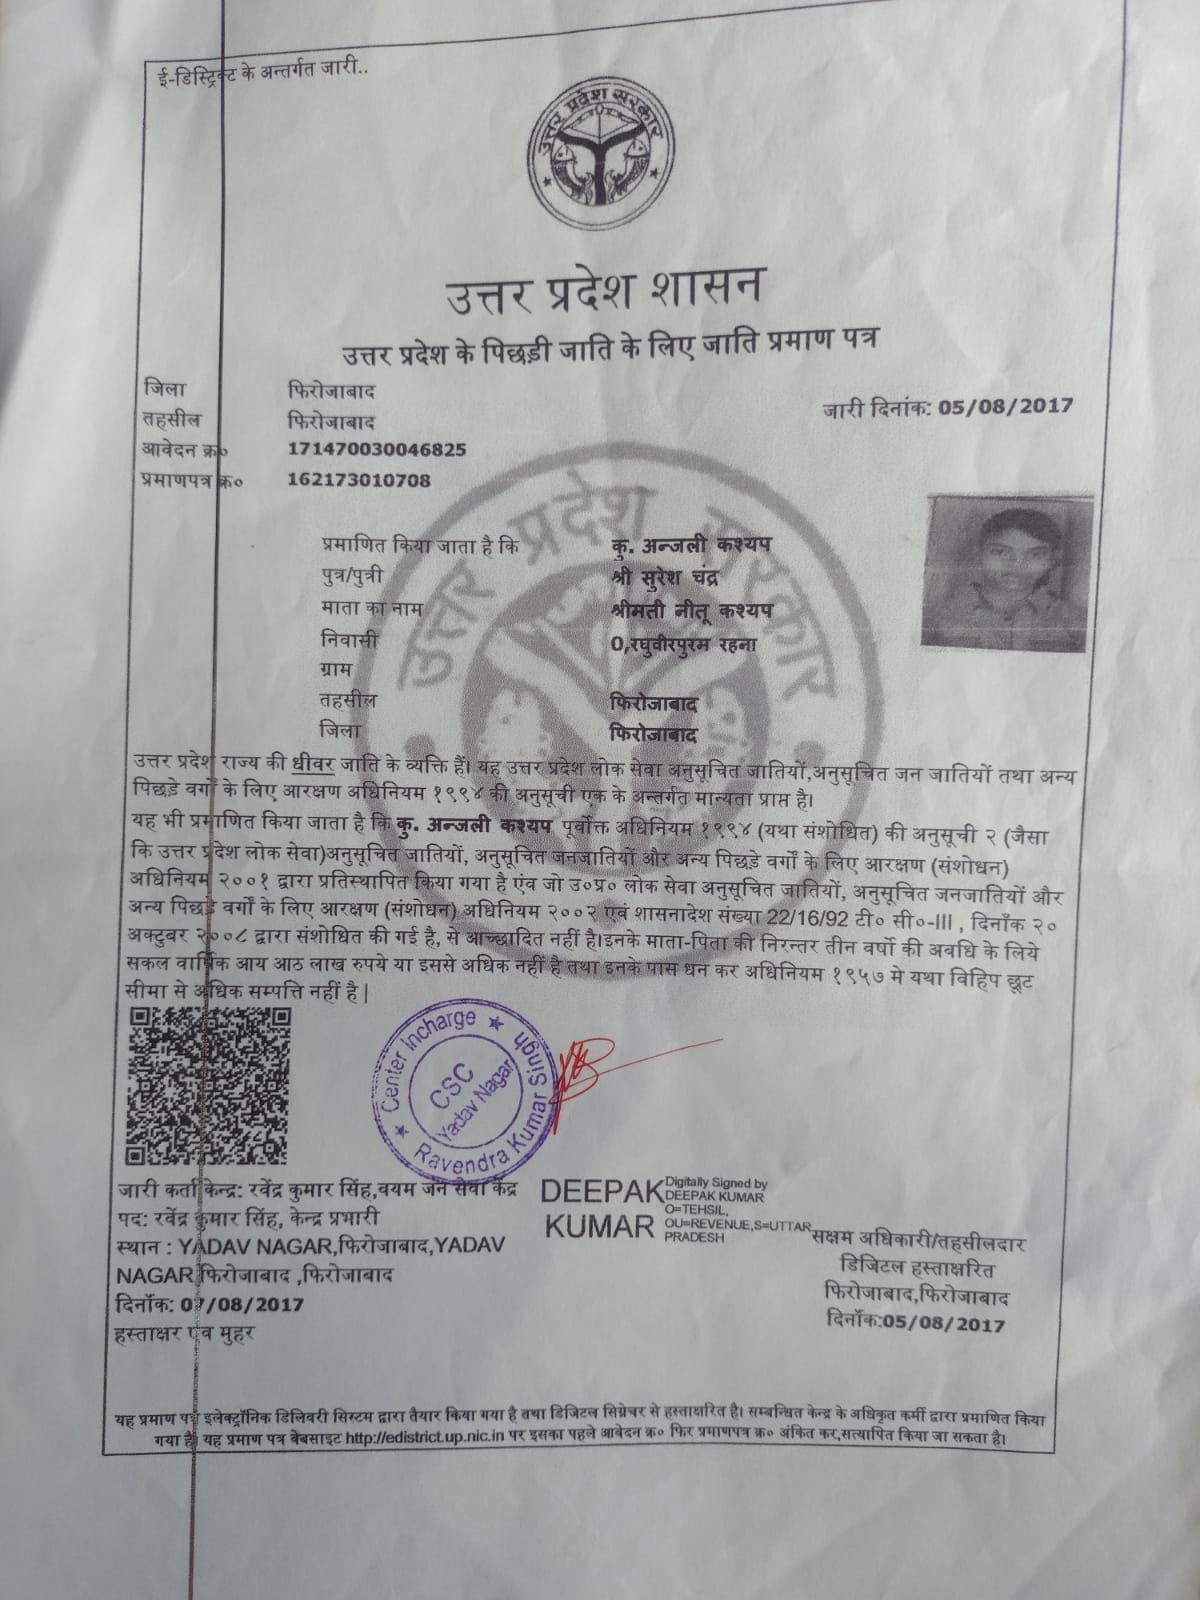 ई-डिस्ट्रिक्ट के अन्तर्गत जारी..
उत्तर प्रदेश सरकार
उत्तर प्रदेश शासन
उत्तर प्रदेश के पिछड़ी जाति के लिए जाति प्रमाण पत्र
जिला फिरोजाबाद
तहसील फिरोजाबाद
जारी दिनांक: 05/08/2017
आवेदन क्र० 171470030046825
प्रमाणपत्र क्र० 162173010708
प्रमाणित किया जाता है कि कु. अन्जली कश्यप
पुत्र/पुत्री श्री सुरेश चंद्र
माता का नाम श्रीमती नीतू कश्यप
निवासी 0,रघुवीरपुरम रहना
ग्राम
तहसील फिरोजाबाद
जिला फिरोजाबाद
उत्तर प्रदेश सरकार
उत्तर प्रदेश राज्य की धीवर जाति के व्यक्ति हैं। यह उत्तर प्रदेश लोक सेवा अनुसूचित जातियों,अनुसूचित जन जातियों तथा अन्य
पिछड़े वर्गों के लिए आरक्षण अधिनियम १९९४ की अनुसूची एक के अन्तर्गत मान्यता प्राप्त है।
यह भी प्रमाणित किया जाता है कि कु. अन्जली कश्यप पूर्वोक्त अधिनियम १९९४ (यथा संशोधित) की अनुसूची २ (जैसा
कि उत्तर प्रदेश लोक सेवा)अनुसूचित जातियों, अनुसूचित जनजातियों और अन्य पिछड़े वर्गों के लिए आरक्षण (संशोधन)
अधिनियम २००१ द्वारा प्रतिस्थापित किया गया है एंव जो उ०प्र० लोक सेवा अनुसूचित जातियों, अनुसूचित जनजातियों और
अन्य पिछड़े वर्गों के लिए आरक्षण (संशोधन) अधिनियम २००२ एवं शासनादेश संख्या 22/16/92 टी० सी०-III , दिनाँक २०
अक्टुबर २००८ द्वारा संशोधित की गई है, से आच्छादित नहीं है।इनके माता-पिता की निरन्तर तीन वर्षो की अवधि के लिये
सकल वार्षिक आय आठ लाख रुपये या इससे अधिक नहीं है तथा इनके पास धन कर अधिनियम १९५७ मे यथा विहिप छूट
सीमा से अधिक सम्पत्ति नहीं है |
Center Incharge
CSC
Yadav Nagar
Ravendra Kumar Singh
जारी कर्ता केन्द्र: रवेंद्र कुमार सिंह,वयम जन सेवा केंद्र
पद: रवेंद्र कुमार सिंह, केन्द्र प्रभारी
स्थान : YADAV NAGAR,फिरोजाबाद,YADAV
NAGAR,फिरोजाबाद ,फिरोजाबाद
दिनाँक: 07/08/2017
हस्ताक्षर एंव मुहर
DEEPAK
KUMAR
Digitally Signed by
DEEPAK KUMAR
O=TEHSIL,
OU=REVENUE,S=UTTAR
PRADESH
सक्षम अधिकारी/तहसीलदार
डिजिटल हस्ताक्षरित
फिरोजाबाद,फिरोजाबाद
दिनाँक:05/08/2017
यह प्रमाण पत्र इलेक्ट्रॉनिक डिलिवरी सिस्टम द्वारा तैयार किया गया है तथा डिजिटल सिग्नेचर से हस्ताक्षरित है। सम्बन्धित केन्द्र के अधिकृत कर्मी द्वारा प्रमाणित किया
गया है। यह प्रमाण पत्र वेबसाइट http://edistrict.up.nic.in पर इसका पहले आवेदन क्र० फिर प्रमाणपत्र क्र० अंकित कर,सत्यापित किया जा सकता है।